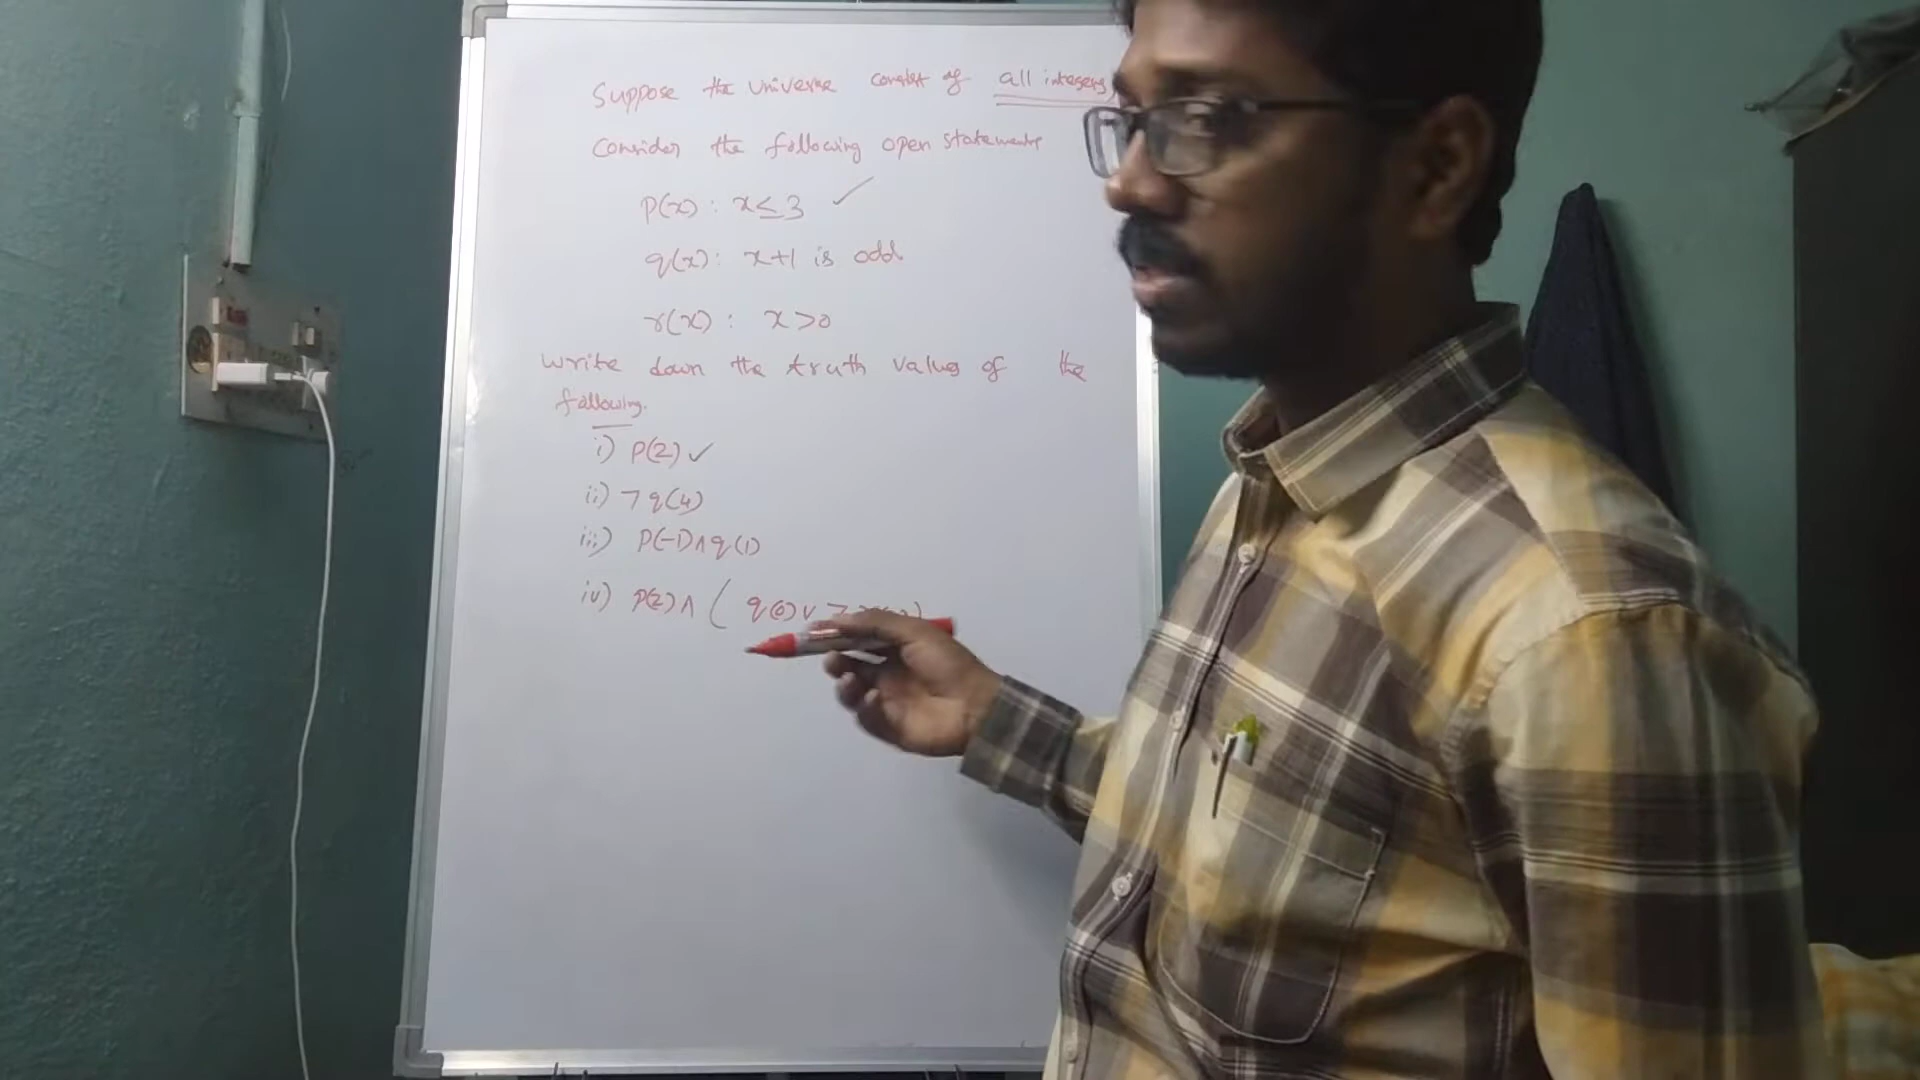 Suppose the Universe consist of all integers,
Consider the following open statements
p(x) : x≤3 ✓
q(x) : x+1 is odd
r(x) : x>0
write down the truth values of the
following.
i) P(2) ✓
ii) ¬q(4)
iii) P(-1)∧q(1)
iv) P(2)∧( q(0)∨ ¬